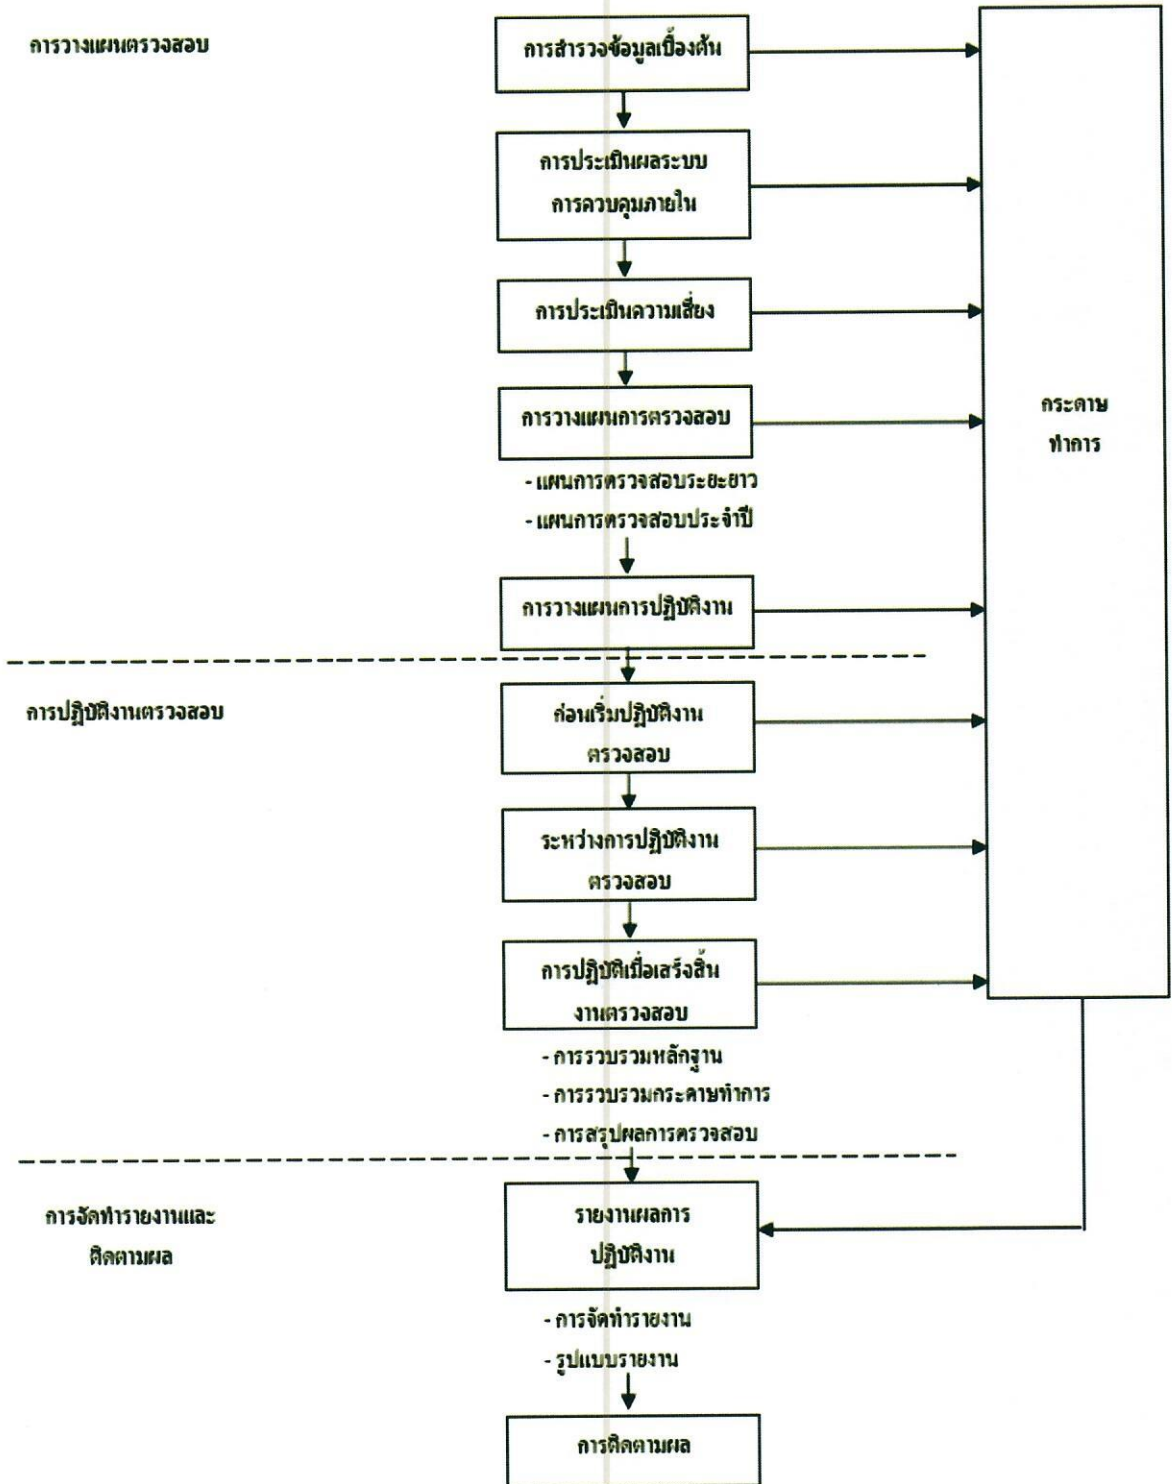 การวางแผนตรวจสอบ
การสำรวจข้อมูลเบื้องต้น
การประเมินผลระบบ
การควบคุมภายใน
การประเมินความเสี่ยง
การวางแผนการตรวจสอบ
- แผนการตรวจสอบระยะยาว
- แผนการตรวจสอบประจำปี
การวางแผนการปฏิบัติงาน
กระดาษ
ทำการ
การปฏิบัติงานตรวจสอบ
ก่อนเริ่มปฏิบัติงาน
ตรวจสอบ
ระหว่างการปฏิบัติงาน
ตรวจสอบ
การปฏิบัติเมื่อเสร็จสิ้น
งานตรวจสอบ
- การรวบรวมหลักฐาน
- การรวบรวมกระดาษทำการ
- การสรุปผลการตรวจสอบ
การจัดทำรายงานและ
ติดตามผล
รายงานผลการ
ปฏิบัติงาน
- การจัดทำรายงาน
- รูปแบบรายงาน
การติดตามผล